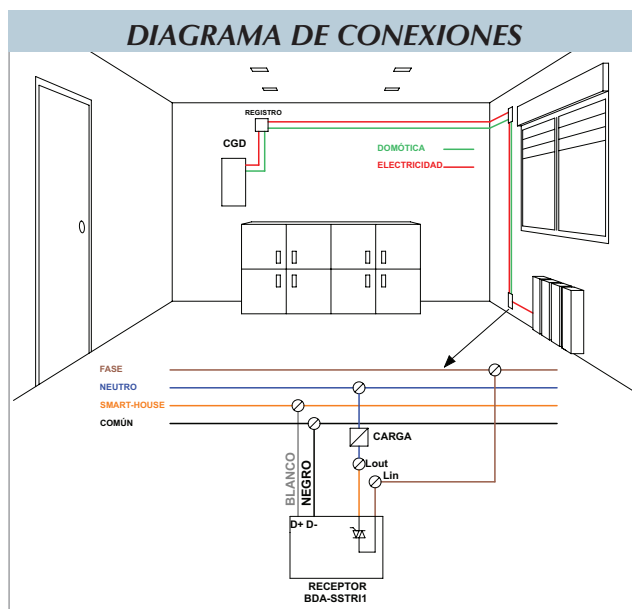 DIAGRAMA DE CONEXIONES
REGISTRO
CGD
DOMÓTICA
ELECTRICIDAD
FASE
NEUTRO
SMART-HOUSE
COMÚN
CARGA
BLANCO
NEGRO
Lout
Lin
D+ D-
RECEPTOR
BDA-SSTRI1